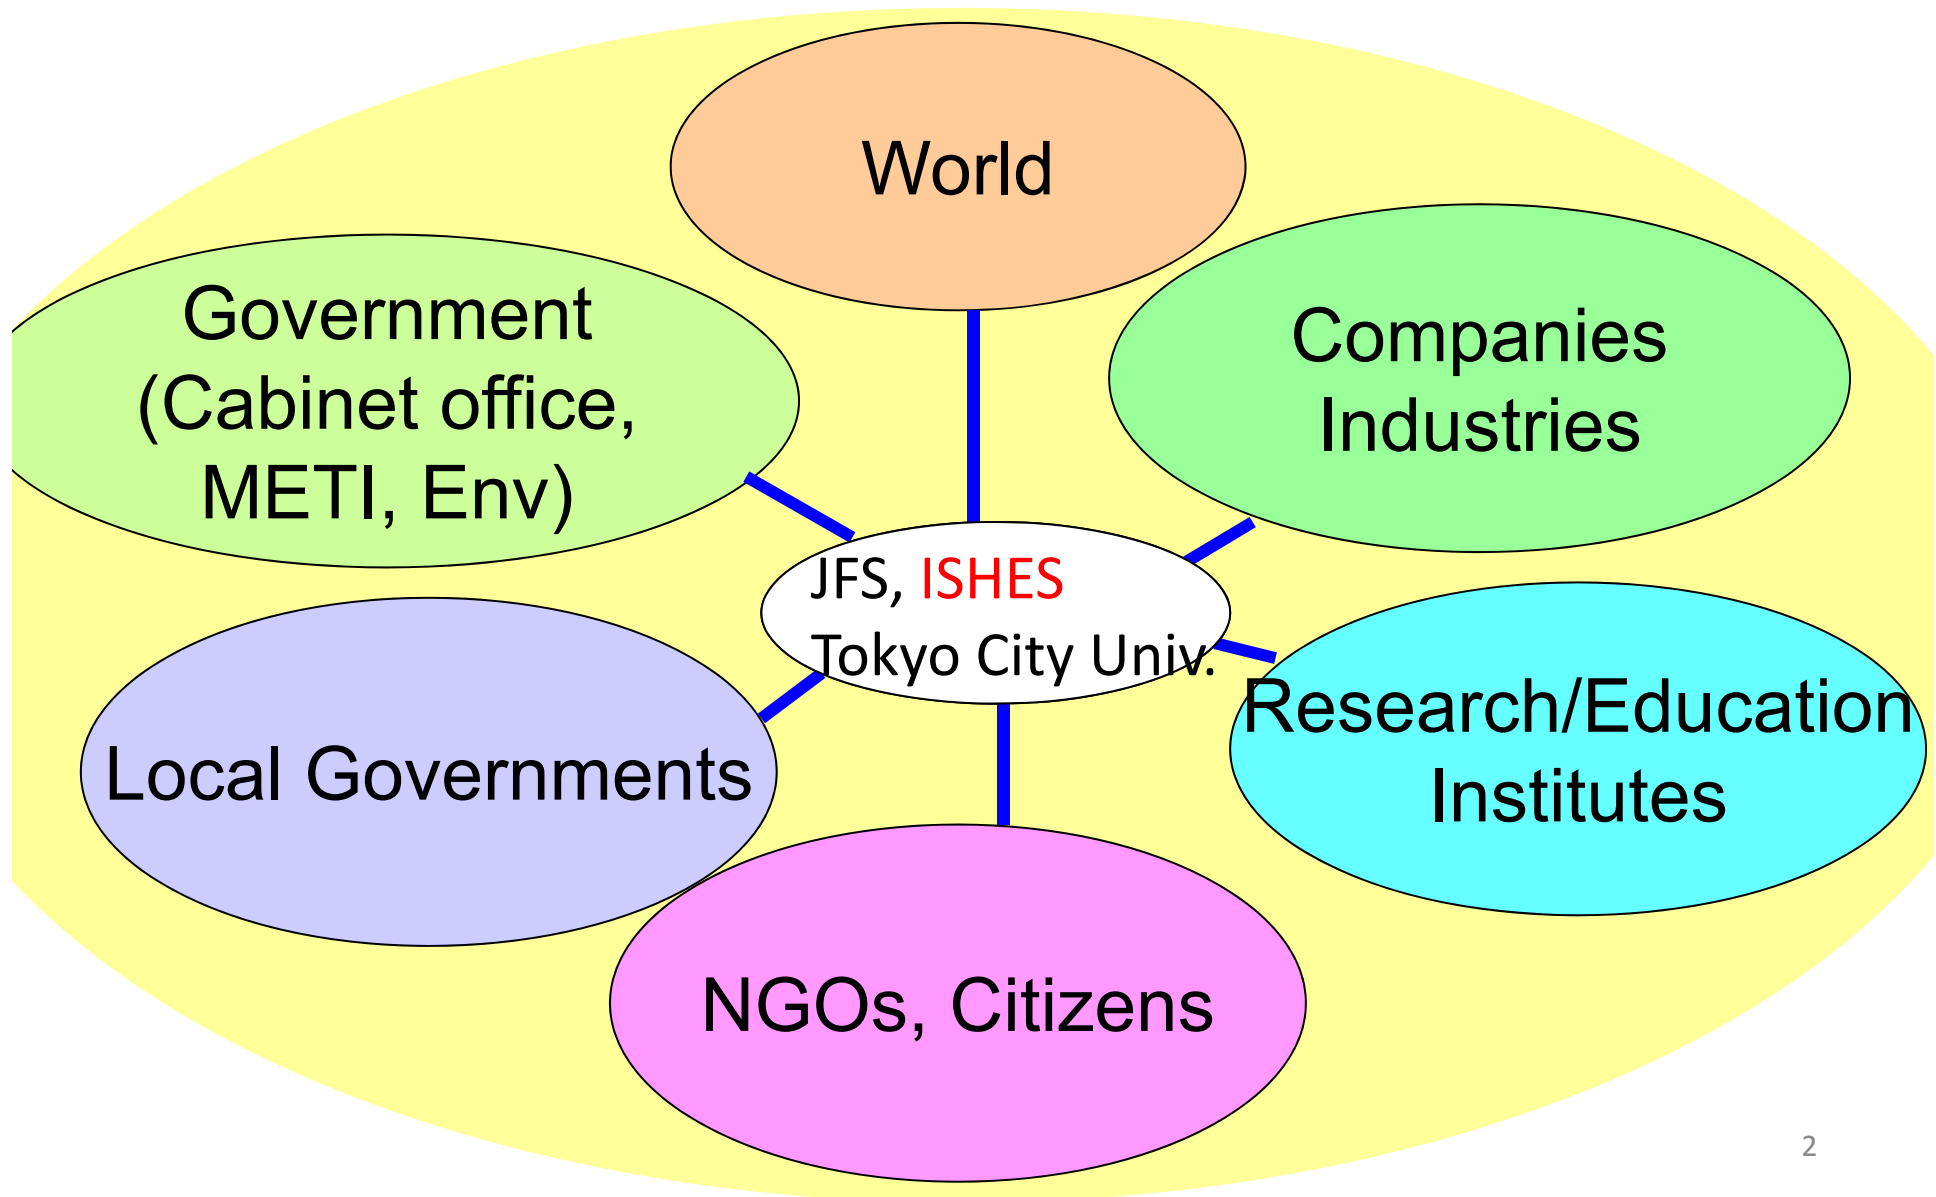 World
Government
(Cabinet office,
METI, Env)
Companies
Industries
JFS, ISHES
Tokyo City Univ.
Local Governments
Research/Education
Institutes
NGOs, Citizens
2